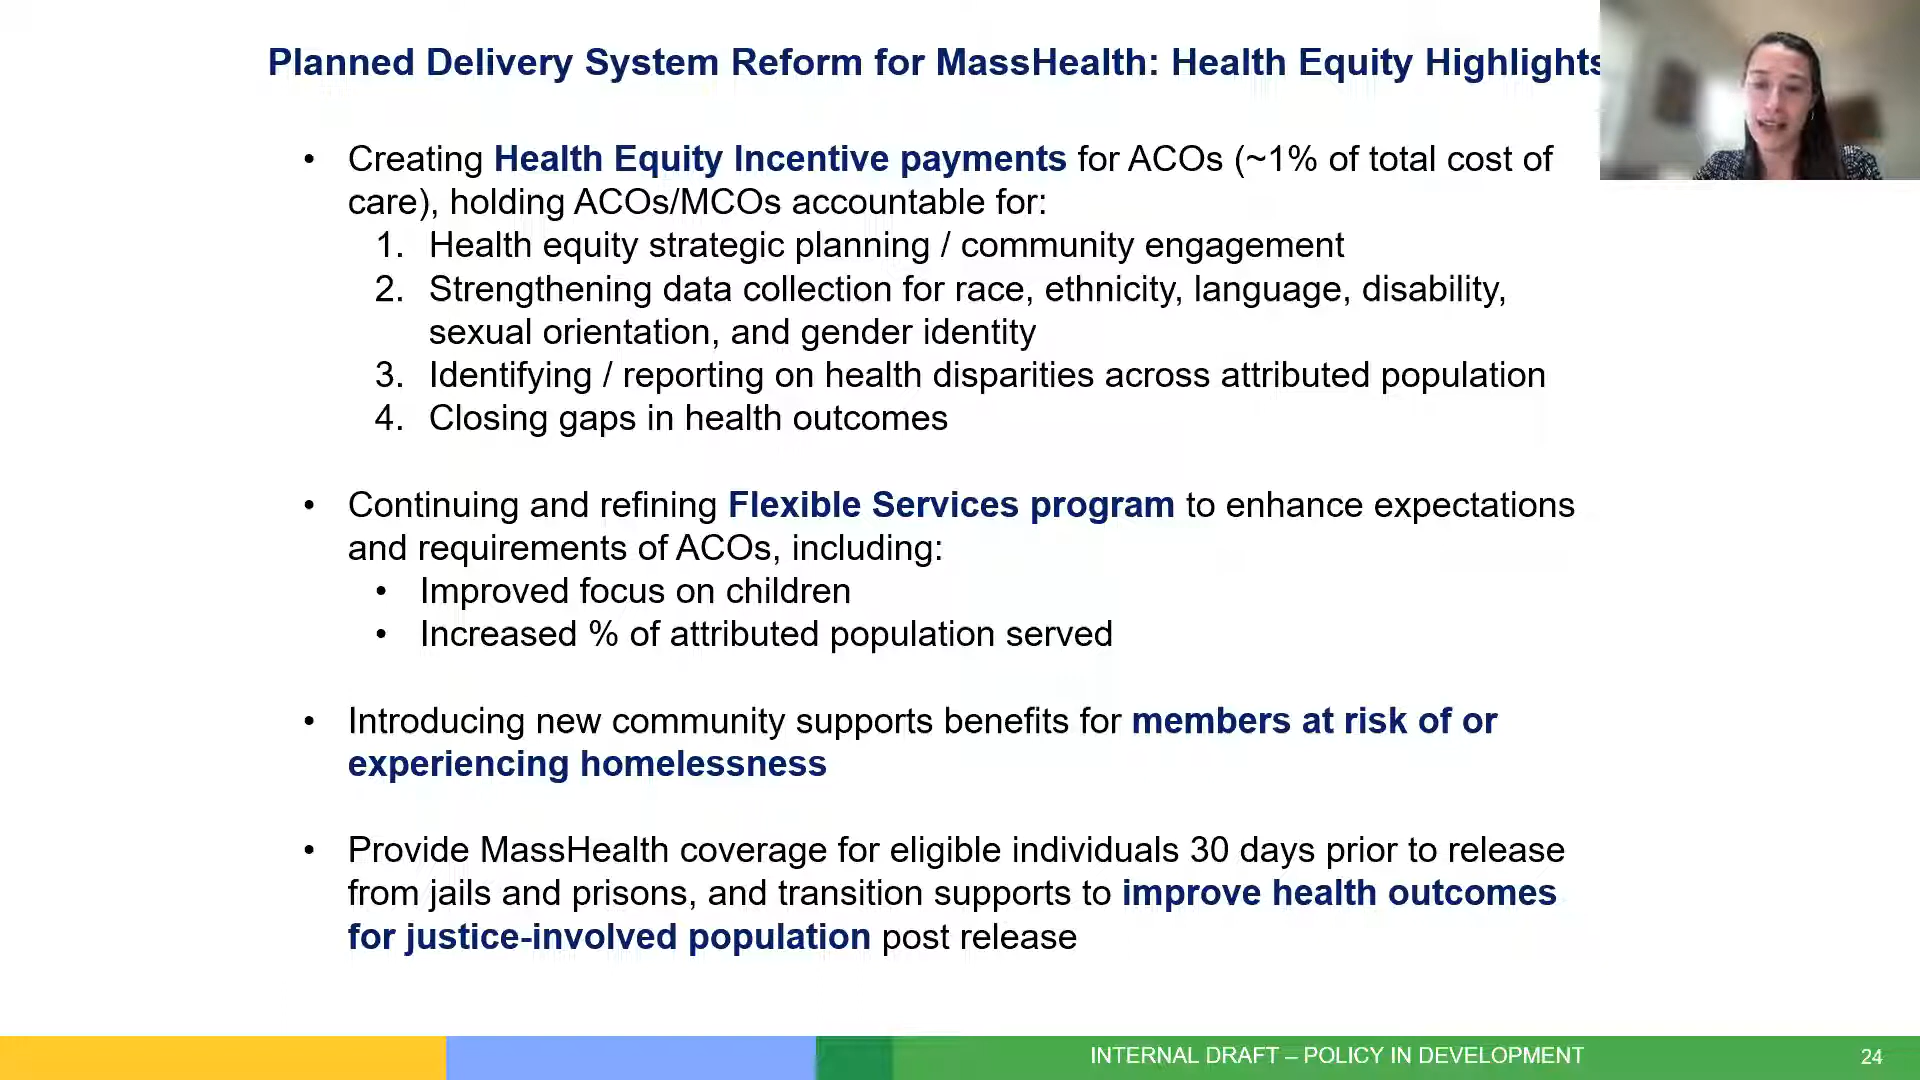 Planned Delivery System Reform for MassHealth: Health Equity Highlights
• Creating Health Equity Incentive payments for ACOs (~1% of total cost of
care), holding ACOs/MCOs accountable for:
1. Health equity strategic planning / community engagement
2. Strengthening data collection for race, ethnicity, language, disability,
sexual orientation, and gender identity
3. Identifying / reporting on health disparities across attributed population
4. Closing gaps in health outcomes
• Continuing and refining Flexible Services program to enhance expectations
and requirements of ACOs, including:
• Improved focus on children
• Increased % of attributed population served
• Introducing new community supports benefits for members at risk of or
experiencing homelessness
• Provide MassHealth coverage for eligible individuals 30 days prior to release
from jails and prisons, and transition supports to improve health outcomes
for justice-involved population post release
INTERNAL DRAFT – POLICY IN DEVELOPMENT
24